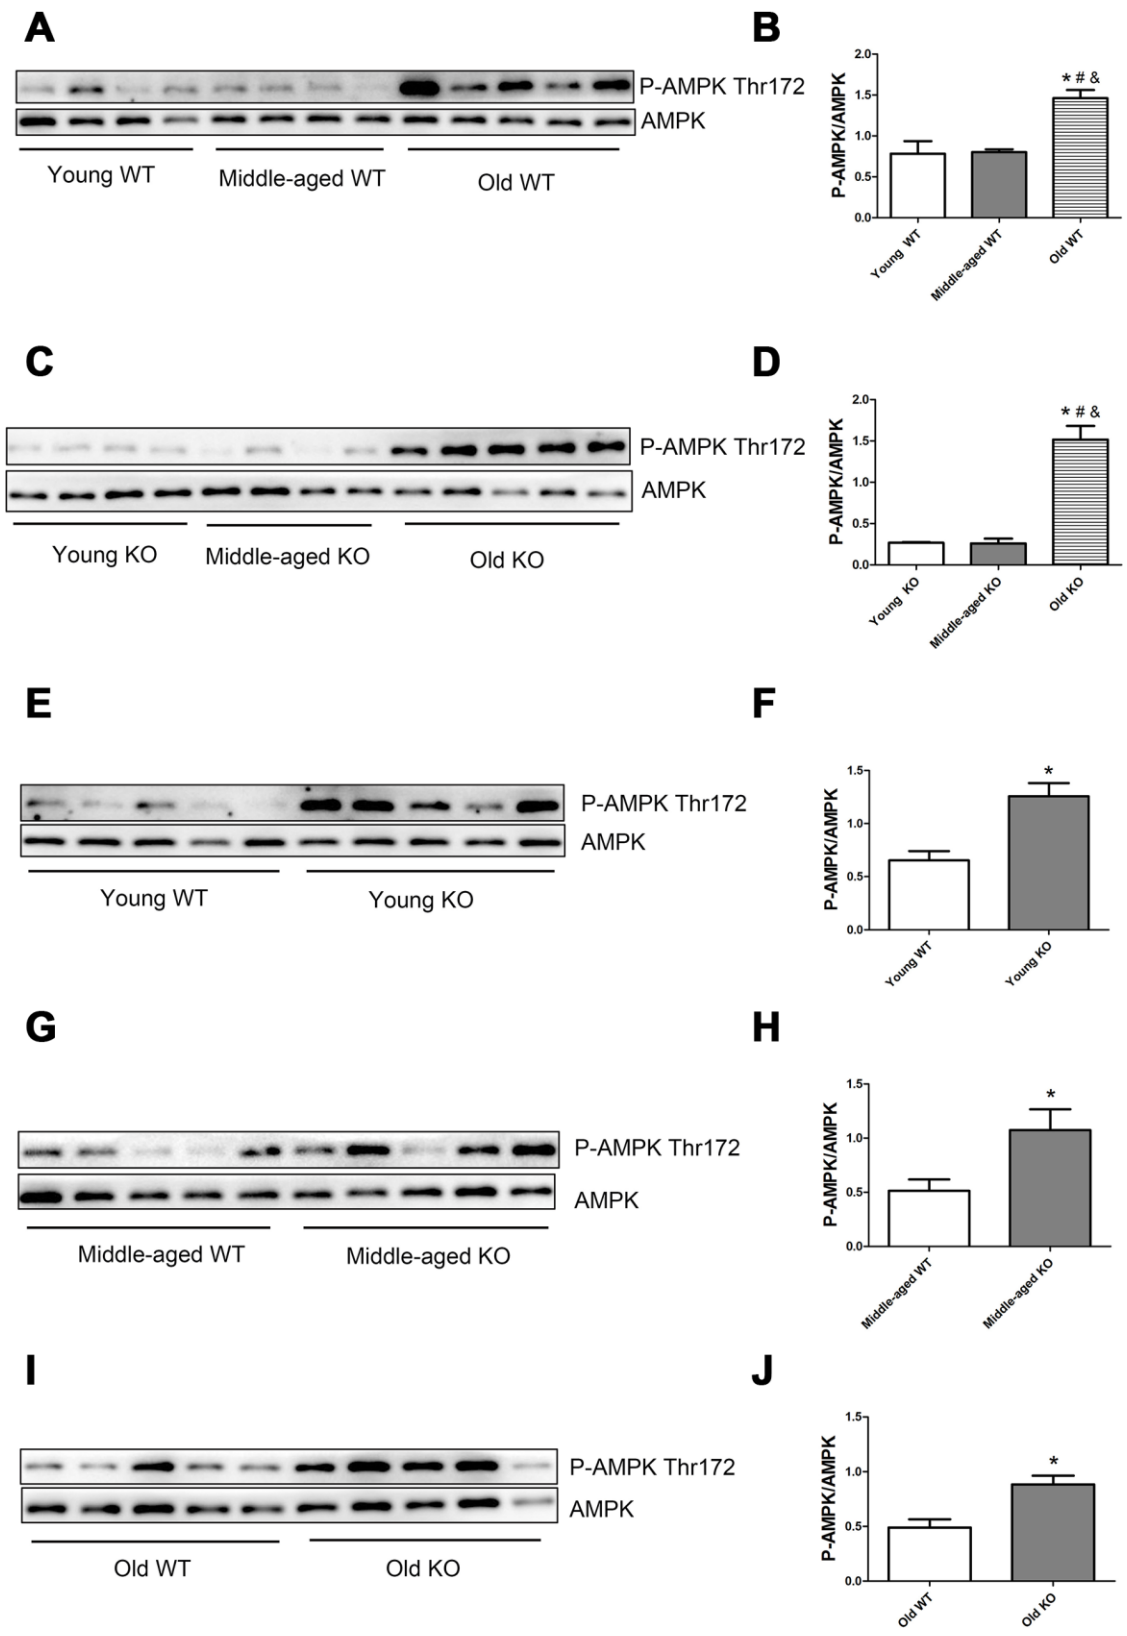 A
P-AMPK Thr172
AMPK
Young WT
Middle-aged WT
Old WT
B
P-AMPK/AMPK
2.0
1.5
1.0
0.5
0.0
* # &
Young WT
Middle-aged WT
Old WT
C
P-AMPK Thr172
AMPK
Young KO
Middle-aged KO
Old KO
D
P-AMPK/AMPK
2.0
1.5
1.0
0.5
0.0
* # &
Young KO
Middle-aged KO
Old KO
E
P-AMPK Thr172
AMPK
Young WT
Young KO
F
P-AMPK/AMPK
1.5
1.0
0.5
0.0
*
Young WT
Young KO
G
P-AMPK Thr172
AMPK
Middle-aged WT
Middle-aged KO
H
P-AMPK/AMPK
1.5
1.0
0.5
0.0
*
Middle-aged WT
Middle-aged KO
I
P-AMPK Thr172
AMPK
Old WT
Old KO
J
P-AMPK/AMPK
1.5
1.0
0.5
0.0
*
Old WT
Old KO